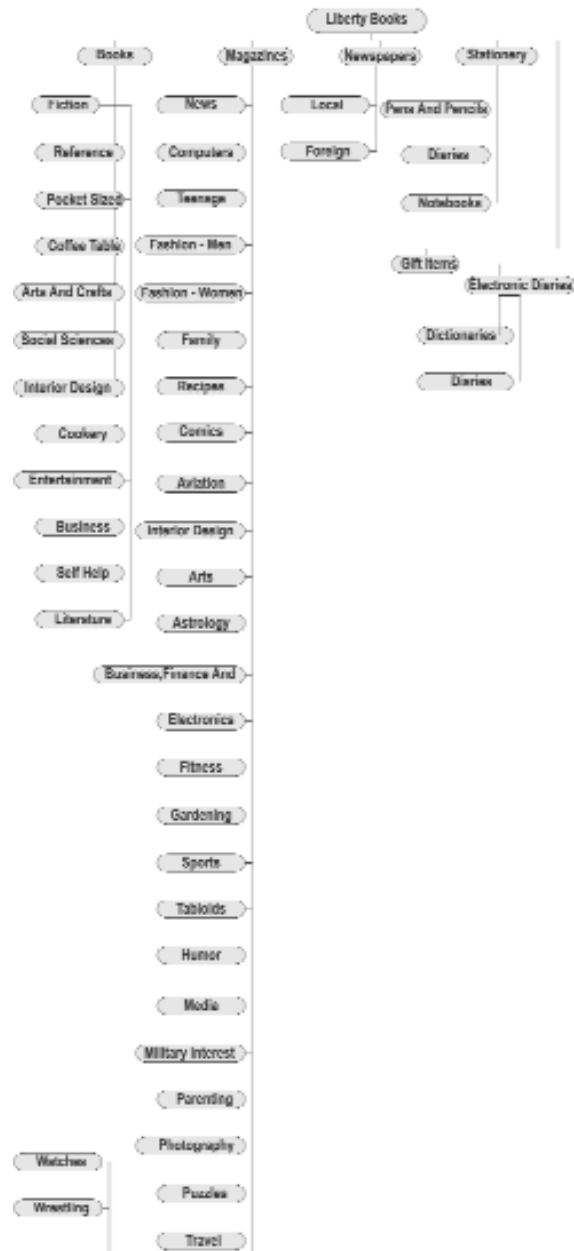 Liberty Books
Books
Magazines
Newspapers
Stationery
Fiction
Reference
Pocket Sized
Coffee Table
Arts And Crafts
Social Sciences
Interior Design
Cookery
Entertainment
Business
Self Help
Literature
News
Computers
Teenage
Fashion - Men
Fashion - Women
Family
Recipes
Comics
Aviation
Interior Design
Arts
Astrology
Business,Finance And
Electronics
Fitness
Gardening
Sports
Tabloids
Humor
Media
Military Interest
Parenting
Photography
Puzzles
Travel
Local
Foreign
Pens And Pencils
Diaries
Notebooks
Gift Items
Electronic Diaries
Dictionaries
Diaries
Watches
Wrestling